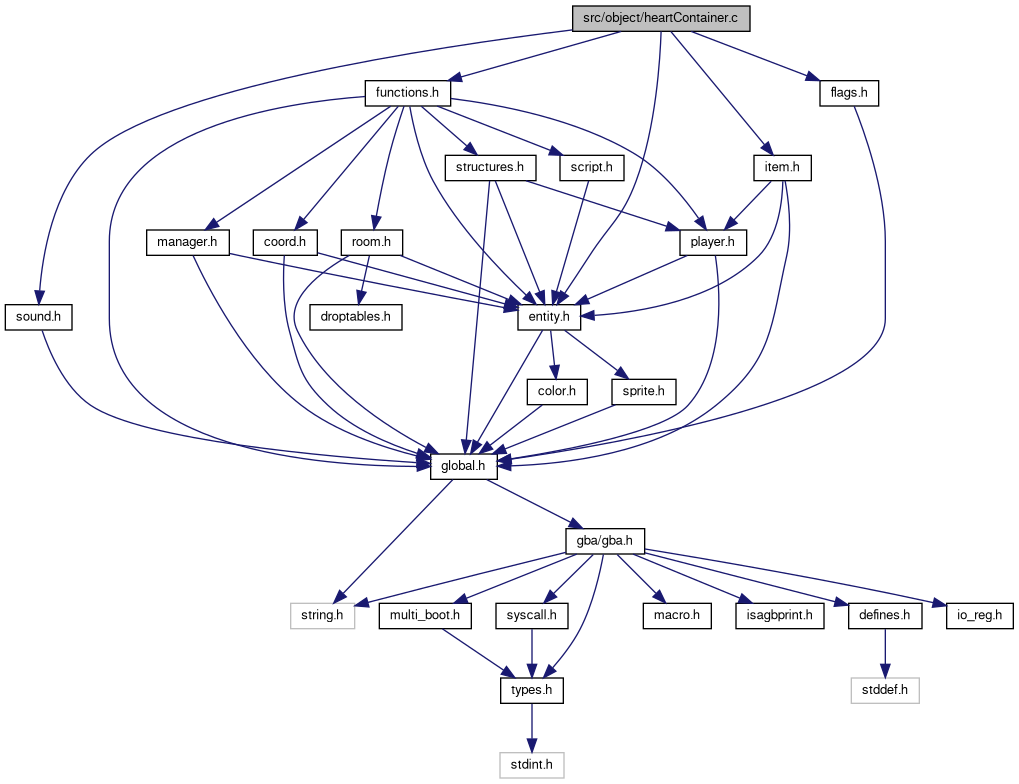 src/object/heartContainer.c
functions.h
flags.h
structures.h
script.h
item.h
manager.h
coord.h
room.h
player.h
sound.h
droptables.h
entity.h
color.h
sprite.h
global.h
gba/gba.h
string.h
multi_boot.h
syscall.h
macro.h
isagbprint.h
defines.h
io_reg.h
types.h
stddef.h
stdint.h